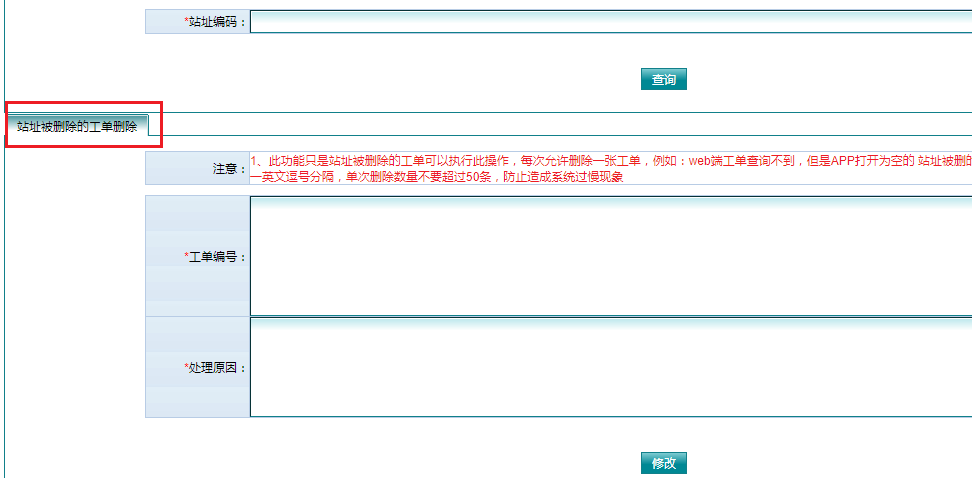 *站址编码：
查询
站址被删除的工单删除
注意：
1、此功能只是站址被删除的工单可以执行此操作，每次允许删除一张工单，例如：web端工单查询不到，但是APP打开为空的 站址被删的
一英文逗号分隔，单次删除数量不要超过50条，防止造成系统过慢现象
*工单编号：
*处理原因：
修改